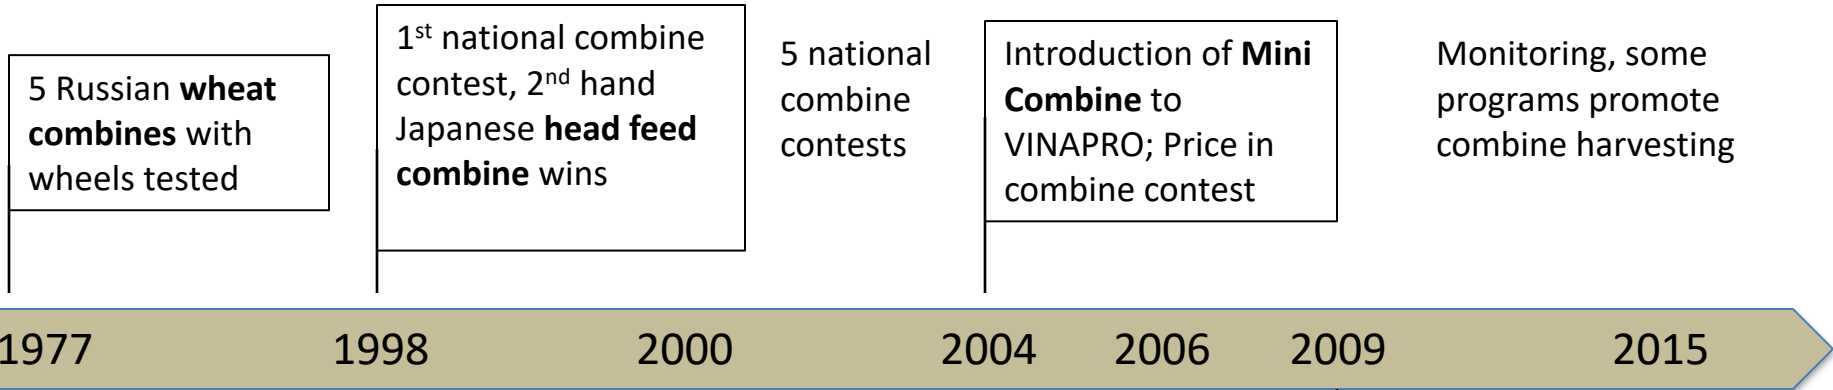 5 Russian wheat
combines with
wheels tested
1st national combine
contest, 2nd hand
Japanese head feed
combine wins
5 national
combine
contests
Introduction of Mini
Combine to
VINAPRO; Price in
combine contest
Monitoring, some
programs promote
combine harvesting
1977 1998 2000 2004 2006 2009 2015